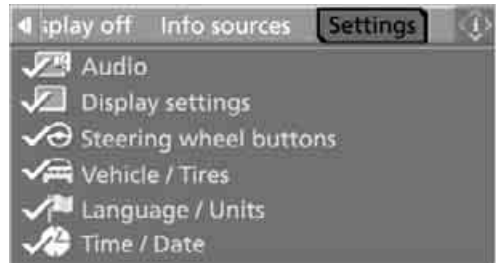 splay off Info sources Settings
Audio
Display settings
Steering wheel buttons
Vehicle / Tires
Language / Units
Time / Date